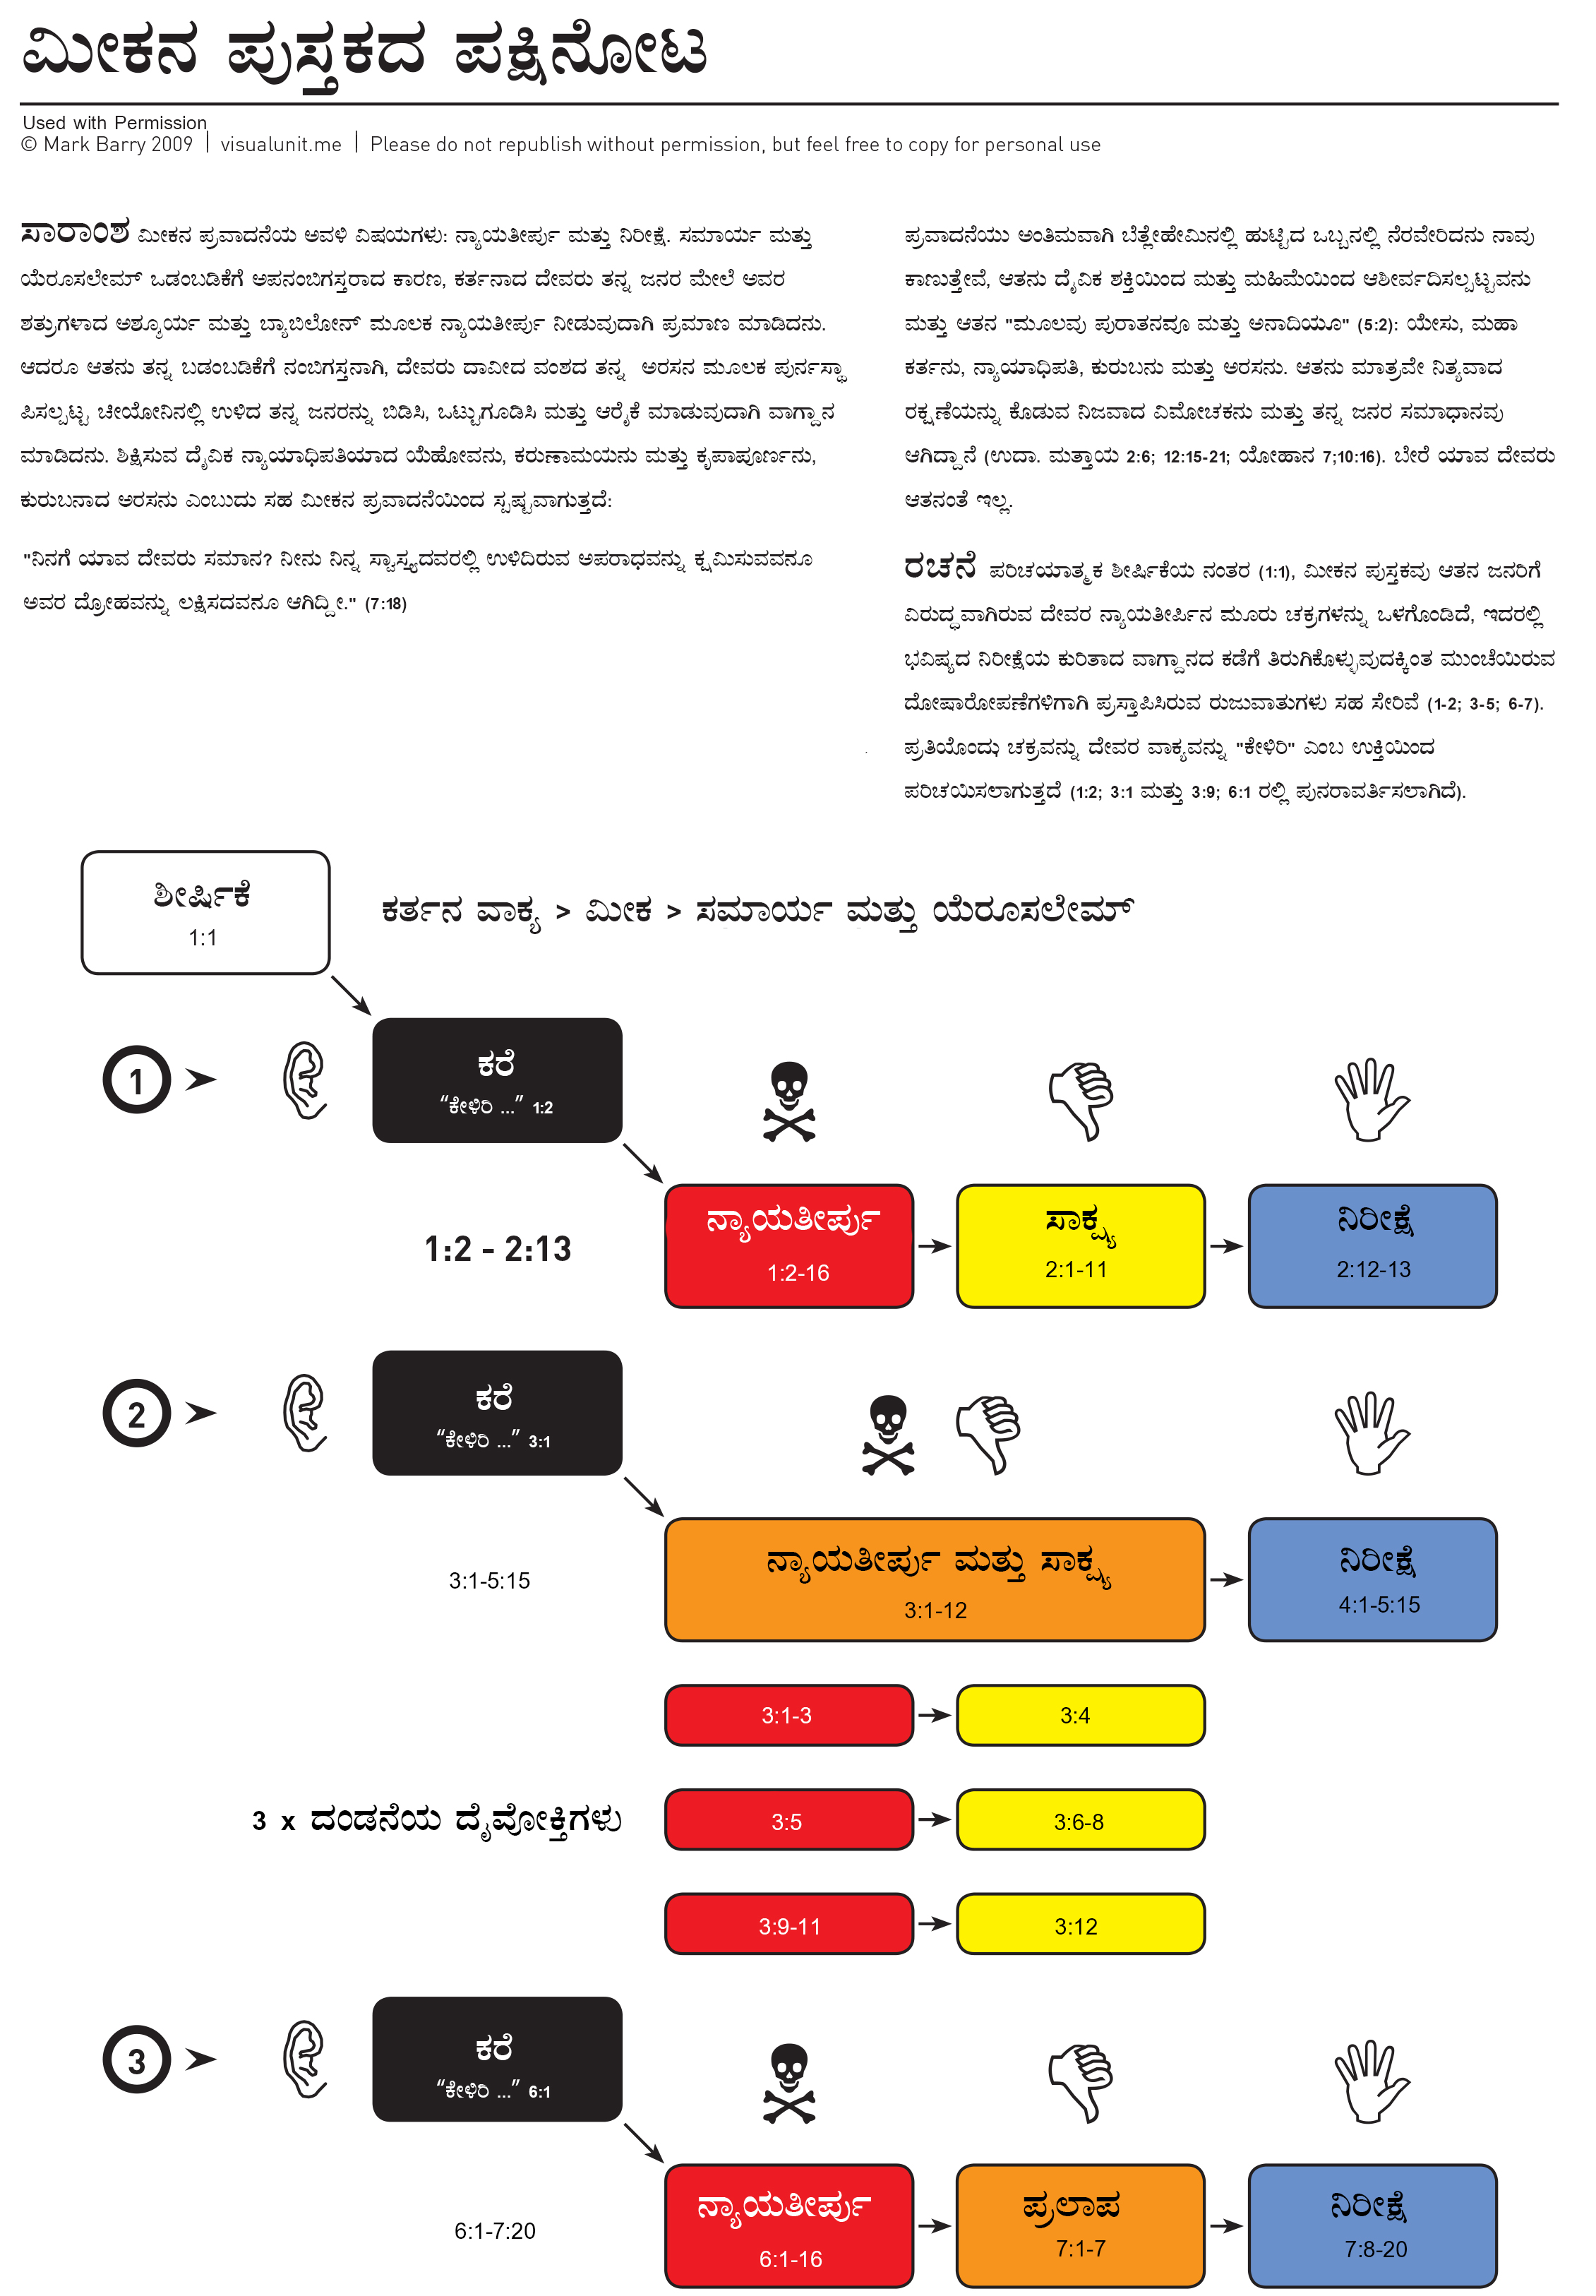 ಮೀಕನ ಪುಸ್ತಕದ ಪಕ್ಷಿನೋಟ
Used with Permission
© Mark Barry 2009 | visualunit.me | Please do not republish without permission, but feel free to copy for personal use
ಸಾರಾಂಶ ಮೀಕನ ಪ್ರವಾದನೆಯ ಅವಳಿ ವಿಷಯಗಳು: ನ್ಯಾಯತೀರ್ಪು ಮತ್ತು ನಿರೀಕ್ಷೆ. ಸಮಾರ್ಯ ಮತ್ತು
ಯೆರೂಸಲೇಮ್ ಒಡಂಬಡಿಕೆಗೆ ಅಪನಂಬಿಗಸ್ತರಾದ ಕಾರಣ, ಕರ್ತನಾದ ದೇವರು ತನ್ನ ಜನರ ಮೇಲೆ ಅವರ
ಶತ್ರುಗಳಾದ ಅಶ್ಶೂರ್ಯ ಮತ್ತು ಬ್ಯಾಬಿಲೋನ್ ಮೂಲಕ ನ್ಯಾಯತೀರ್ಪು ನೀಡುವುದಾಗಿ ಪ್ರಮಾಣ ಮಾಡಿದನು.
ಆದರೂ ಆತನು ತನ್ನ ಬಡಂಬಡಿಕೆಗೆ ನಂಬಿಗಸ್ತನಾಗಿ, ದೇವರು ದಾವೀದ ವಂಶದ ತನ್ನ ಅರಸನ ಮೂಲಕ ಪುರ್ನಸ್ಥಾ
ಪಿಸಲ್ಪಟ್ಟ ಚೀಯೋನಿನಲ್ಲಿ ಉಳಿದ ತನ್ನ ಜನರನ್ನು ಬಿಡಿಸಿ, ಒಟ್ಟುಗೂಡಿಸಿ ಮತ್ತು ಆರೈಕೆ ಮಾಡುವುದಾಗಿ ವಾಗ್ದಾನ
ಮಾಡಿದನು. ಶಿಕ್ಷಿಸುವ ದೈವಿಕ ನ್ಯಾಯಾಧಿಪತಿಯಾದ ಯೆಹೋವನು, ಕರುಣಾಮಯನು ಮತ್ತು ಕೃಪಾಪೂರ್ಣನು,
ಕುರುಬನಾದ ಅರಸನು ಎಂಬುದು ಸಹ ಮೀಕನ ಪ್ರವಾದನೆಯಿಂದ ಸ್ಪಷ್ಟವಾಗುತ್ತದೆ:
"ನಿನಗೆ ಯಾವ ದೇವರು ಸಮಾನ? ನೀನು ನಿನ್ನ ಸ್ವಾಸ್ತ್ಯದವರಲ್ಲಿ ಉಳಿದಿರುವ ಅಪರಾಧವನ್ನು ಕ್ಷಮಿಸುವವನೂ
ಅವರ ದ್ರೋಹವನ್ನು ಲಕ್ಷಿಸದವನೂ ಆಗಿದ್ದೀ." (7:18)
ಪ್ರವಾದನೆಯು ಅಂತಿಮವಾಗಿ ಬೆತ್ಲೇಹೇಮಿನಲ್ಲಿ ಹುಟ್ಟಿದ ಒಬ್ಬನಲ್ಲಿ ನೆರವೇರಿದನು ನಾವು
ಕಾಣುತ್ತೇವೆ, ಆತನು ದೈವಿಕ ಶಕ್ತಿಯಿಂದ ಮತ್ತು ಮಹಿಮೆಯಿಂದ ಆಶೀರ್ವದಿಸಲ್ಪಟ್ಟವನು
ಮತ್ತು ಆತನ "ಮೂಲವು ಪುರಾತನವೂ ಮತ್ತು ಅನಾದಿಯೂ" (5:2): ಯೇಸು, ಮಹಾ
ಕರ್ತನು, ನ್ಯಾಯಾಧಿಪತಿ, ಕುರುಬನು ಮತ್ತು ಅರಸನು. ಆತನು ಮಾತ್ರವೇ ನಿತ್ಯವಾದ
ರಕ್ಷಣೆಯನ್ನು ಕೊಡುವ ನಿಜವಾದ ವಿಮೋಚಕನು ಮತ್ತು ತನ್ನ ಜನರ ಸಮಾಧಾನವು
ಆಗಿದ್ದಾನೆ (ಉದಾ. ಮತ್ತಾಯ 2:6; 12:15-21; ಯೋಹಾನ 7;10:16). ಬೇರೆ ಯಾವ ದೇವರು
ಆತನಂತೆ ಇಲ್ಲ.
ರಚನೆ ಪರಿಚಯಾತ್ಮಕ ಶೀರ್ಷಿಕೆಯ ನಂತರ (1:1), ಮೀಕನ ಪುಸ್ತಕವು ಆತನ ಜನರಿಗೆ
ವಿರುದ್ಧವಾಗಿರುವ ದೇವರ ನ್ಯಾಯತೀರ್ಪಿನ ಮೂರು ಚಕ್ರಗಳನ್ನು ಒಳಗೊಂಡಿದೆ, ಇದರಲ್ಲಿ
ಭವಿಷ್ಯದ ನಿರೀಕ್ಷೆಯ ಕುರಿತಾದ ವಾಗ್ದಾನದ ಕಡೆಗೆ ತಿರುಗಿಕೊಳ್ಳುವುದಕ್ಕಿಂತ ಮುಂಚೆಯಿರುವ
ದೋಷಾರೋಪಣೆಗಳಿಗಾಗಿ ಪ್ರಸ್ತಾಪಿಸಿರುವ ರುಜುವಾತುಗಳು ಸಹ ಸೇರಿವೆ (1-2; 3-5; 6-7).
ಪ್ರತಿಯೊಂದು ಚಕ್ರವನ್ನು ದೇವರ ವಾಕ್ಯವನ್ನು "ಕೇಳಿರಿ" ಎಂಬ ಉಕ್ತಿಯಿಂದ
ಪರಿಚಯಿಸಲಾಗುತ್ತದೆ (1:2; 3:1 ಮತ್ತು 3:9; 6:1 ರಲ್ಲಿ ಪುನರಾವರ್ತಿಸಲಾಗಿದೆ).
ಶೀರ್ಷಿಕೆ
1:1
ಕರ್ತನ ವಾಕ್ಯ > ಮೀಕ > ಸಮಾರ್ಯ ಮತ್ತು ಯೆರೂಸಲೇಮ್
1
ಕರೆ
“ಕೇಳಿರಿ ...” 1:2
1:2 - 2:13
ನ್ಯಾಯತೀರ್ಪು
1:2-16
ಸಾಕ್ಷ್ಯ
2:1-11
ನಿರೀಕ್ಷೆ
2:12-13
2
ಕರೆ
“ಕೇಳಿರಿ ...” 3:1
3:1-5:15
ನ್ಯಾಯತೀರ್ಪು ಮತ್ತು ಸಾಕ್ಷ್ಯ
3:1-12
ನಿರೀಕ್ಷೆ
4:1-5:15
3:1-3
3:4
3 x ದಂಡನೆಯ ದೈವೋಕ್ತಿಗಳು
3:5
3:6-8
3:9-11
3:12
3
ಕರೆ
“ಕೇಳಿರಿ ...” 6:1
6:1-7:20
ನ್ಯಾಯತೀರ್ಪು
6:1-16
ಪ್ರಲಾಪ
7:1-7
ನಿರೀಕ್ಷೆ
7:8-20